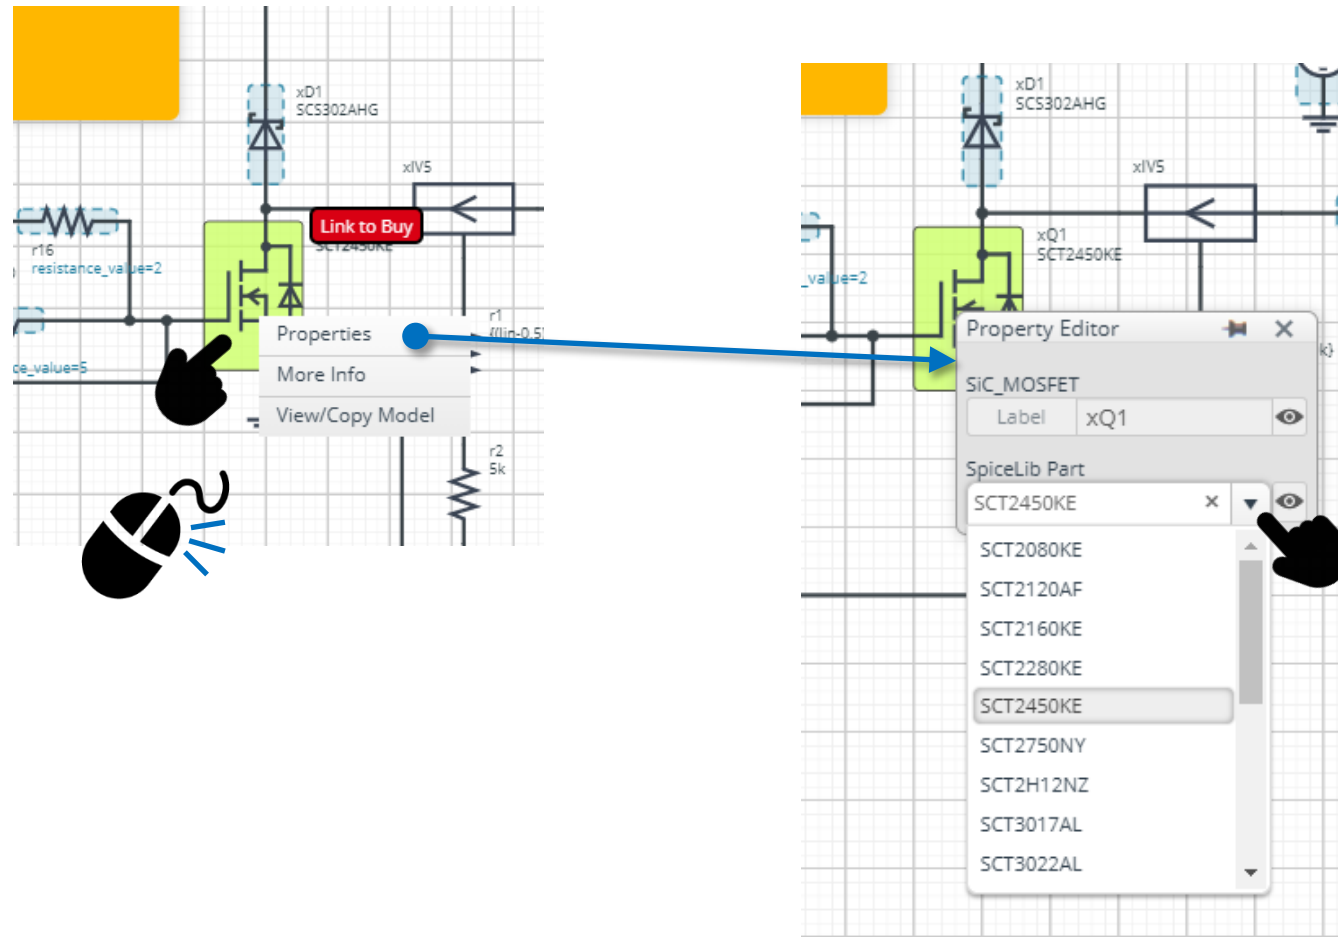 xD1
SCS302AHG
xIV5
Link to Buy
SCT2450KE
r16
resistance_value=2
r1
Properties
More Info
View/Copy Model
r2
5k
xD1
SCS302AHG
xIV5
xQ1
SCT2450KE
_value=2
Property Editor
SiC_MOSFET
Label
xQ1
SpiceLib Part
SCT2450KE
SCT2080KE
SCT2120AF
SCT2160KE
SCT2280KE
SCT2450KE
SCT2750NY
SCT2H12NZ
SCT3017AL
SCT3022AL